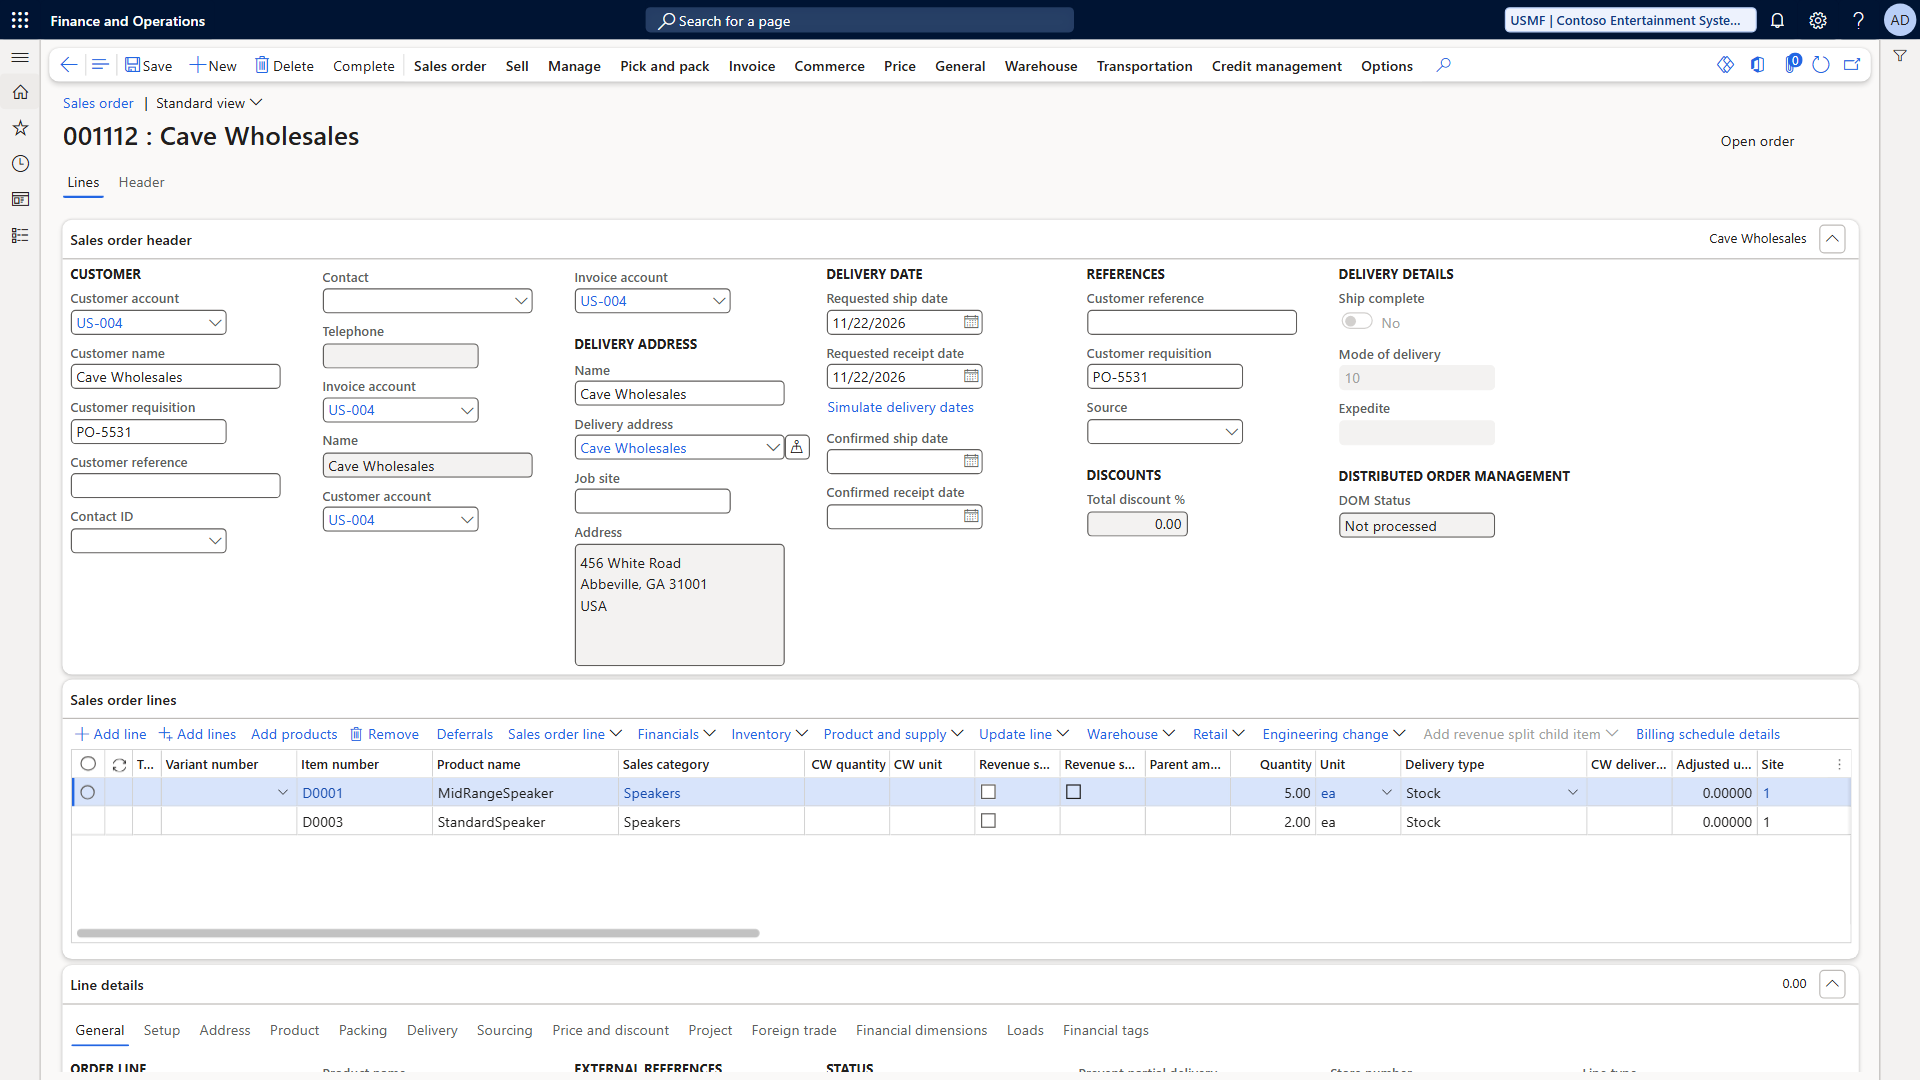 Finance and Operations
Search for a page
USMF | Contoso Entertainment Syste...
AD
Save
New
Delete
Complete
Sales order
Sell
Manage
Pick and pack
Invoice
Commerce
Price
General
Warehouse
Transportation
Credit management
Options
0
Sales order | Standard view
001112 : Cave Wholesales
Open order
Lines
Header
Sales order header
Cave Wholesales
CUSTOMER
Customer account
US-004
Customer name
Cave Wholesales
Customer requisition
PO-5531
Customer reference
Contact ID
Contact
Telephone
Invoice account
US-004
Name
Cave Wholesales
Customer account
US-004
Invoice account
US-004
DELIVERY ADDRESS
Name
Cave Wholesales
Delivery address
Cave Wholesales
Job site
Address
456 White Road
Abbeville, GA 31001
USA
DELIVERY DATE
Requested ship date
11/22/2026
Requested receipt date
11/22/2026
Simulate delivery dates
Confirmed ship date
Confirmed receipt date
REFERENCES
Customer reference
Customer requisition
PO-5531
Source
DISCOUNTS
Total discount %
0.00
DELIVERY DETAILS
Ship complete
No
Mode of delivery
10
Expedite
DISTRIBUTED ORDER MANAGEMENT
DOM Status
Not processed
Sales order lines
Add line
Add lines
Add products
Remove
Deferrals
Sales order line
Financials
Inventory
Product and supply
Update line
Warehouse
Retail
Engineering change
Add revenue split child item
Billing schedule details
T... Variant number Item number Product name Sales category CW quantity CW unit Revenue s... Revenue s... Parent am... Quantity Unit Delivery type CW deliver... Adjusted u... Site
D0001 MidRangeSpeaker Speakers 5.00 ea Stock 0.00000 1
D0003 StandardSpeaker Speakers 2.00 ea Stock 0.00000 1
Line details
0.00
General
Setup
Address
Product
Packing
Delivery
Sourcing
Price and discount
Project
Foreign trade
Financial dimensions
Loads
Financial tags
ORDER LINE
Product name
EXTERNAL REFERENCES
STATUS
Prevent partial delivery
Store number
Line type